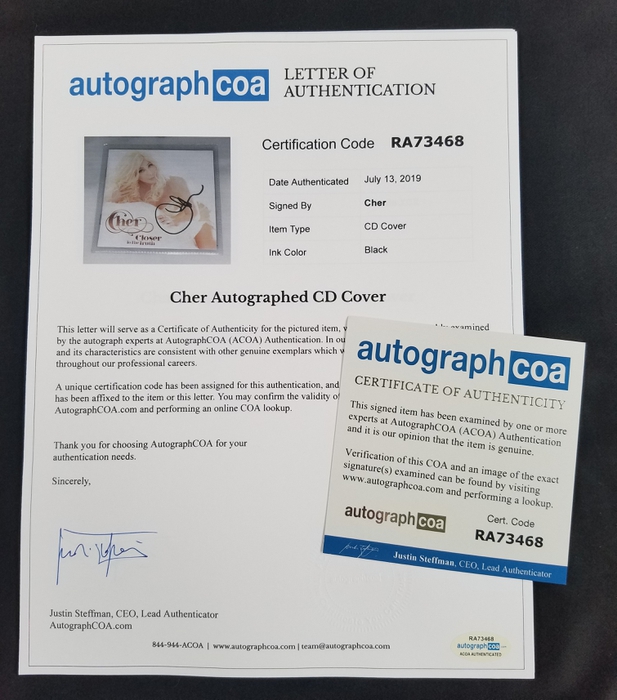 autographcoa
LETTER OF
AUTHENTICATION
Certification Code RA73468
Date Authenticated July 13, 2019
Signed By Cher
Item Type CD Cover
Ink Color Black
Cher
Closer
to the truth
Cher Autographed CD Cover
This letter will serve as a Certificate of Authenticity for the pictured item, examined
by the autograph experts at AutographCOA (ACOA) Authentication. In our
and its characteristics are consistent with other genuine exemplars
throughout our professional careers.
A unique certification code has been assigned for this authentication, and
has been affixed to the item or this letter. You may confirm the validity of
AutographCOA.com and performing an online COA lookup.
Thank you for choosing AutographCOA for your
authentication needs.
Sincerely,
Justin Steffman, CEO, Lead Authenticator
AutographCOA.com
844-944-ACOA | www.autographcoa.com | team@autographcoa.com
RA73468
autographcoa
ACOA AUTHENTICATED
autographcoa
CERTIFICATE OF AUTHENTICITY
This signed item has been examined by one or more
experts at AutographCOA (ACOA) Authentication
and it is our opinion that the item is genuine.
Verification of this COA and an image of the exact
signature(s) examined can be found by visiting
www.autographcoa.com and performing a lookup.
autographcoa
Cert. Code
RA73468
Justin Steffman, CEO, Lead Authenticator